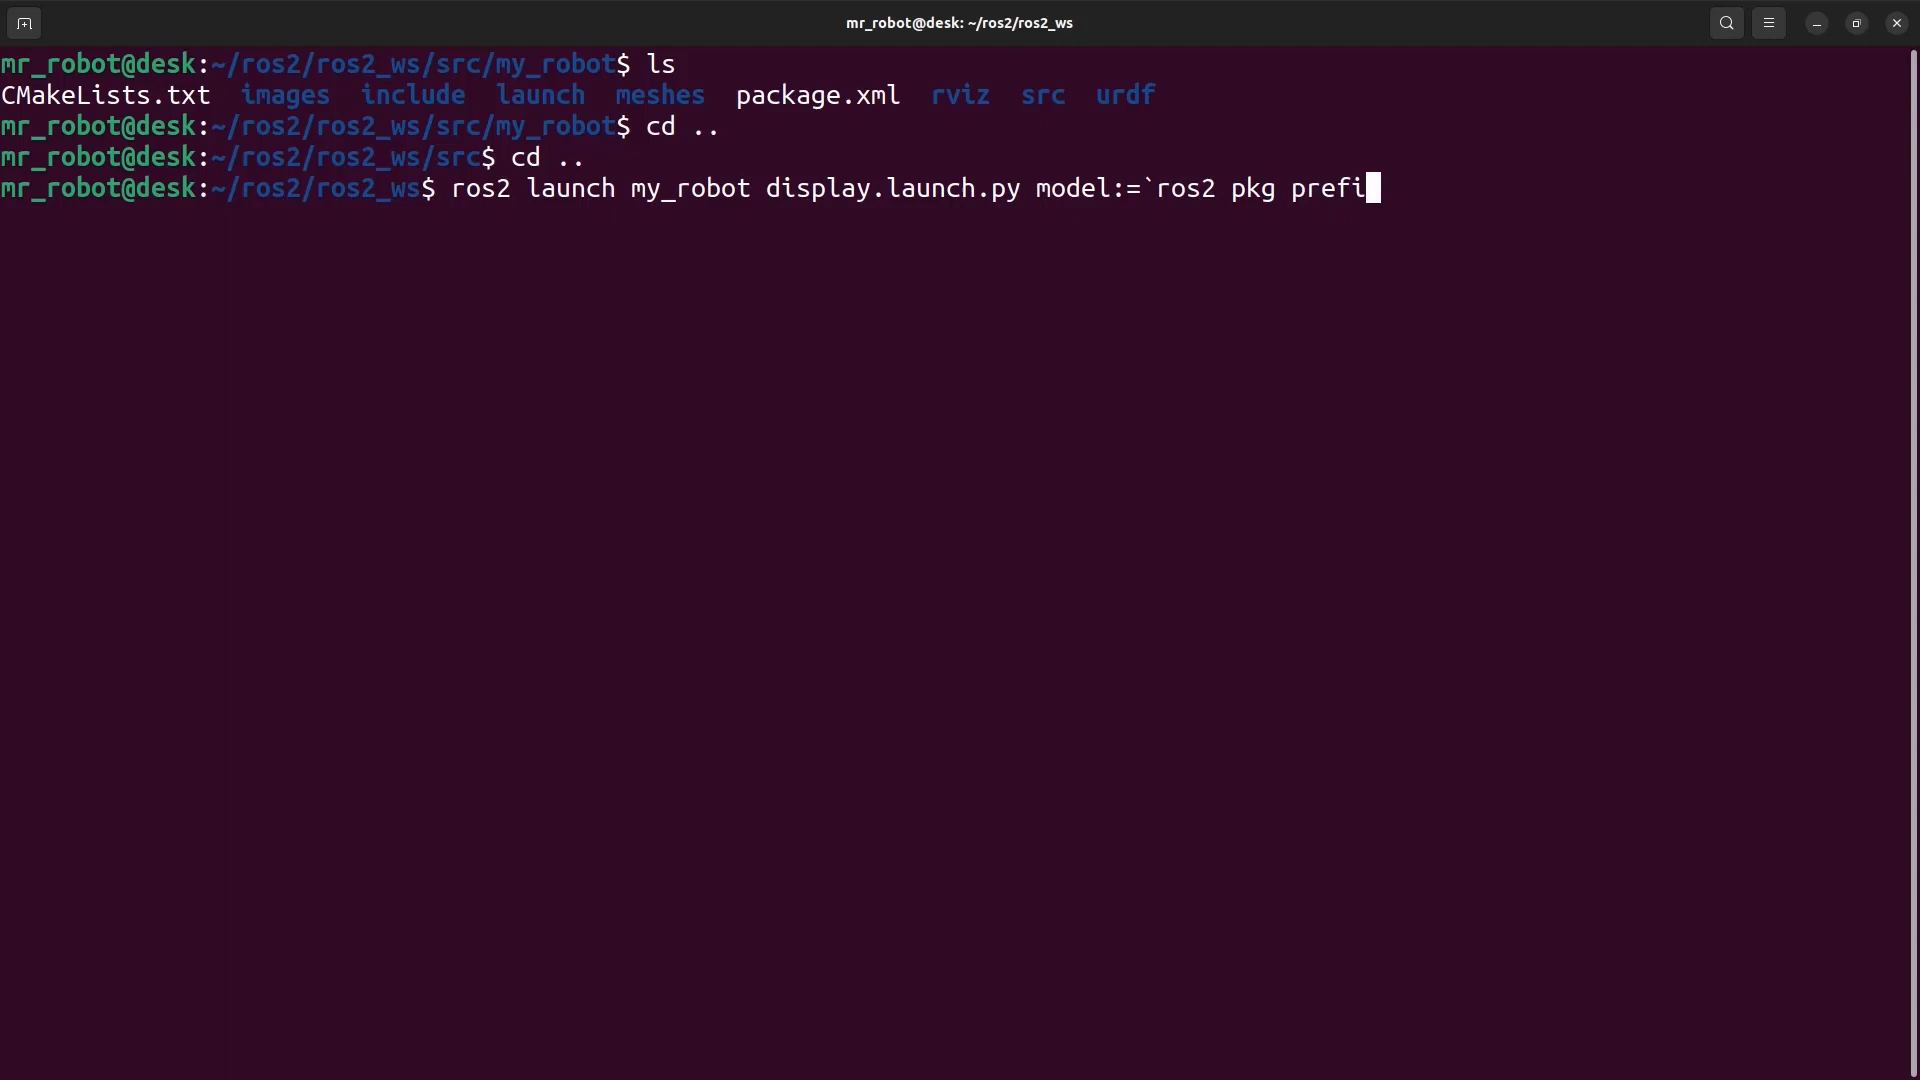 mr_robot@desk: ~/ros2/ros2_ws
mr_robot@desk:~/ros2/ros2_ws/src/my_robot$ ls
CMakeLists.txt  images  include  launch  meshes  package.xml  rviz  src  urdf
mr_robot@desk:~/ros2/ros2_ws/src/my_robot$ cd ..
mr_robot@desk:~/ros2/ros2_ws/src$ cd ..
mr_robot@desk:~/ros2/ros2_ws$ ros2 launch my_robot display.launch.py model:=`ros2 pkg prefi